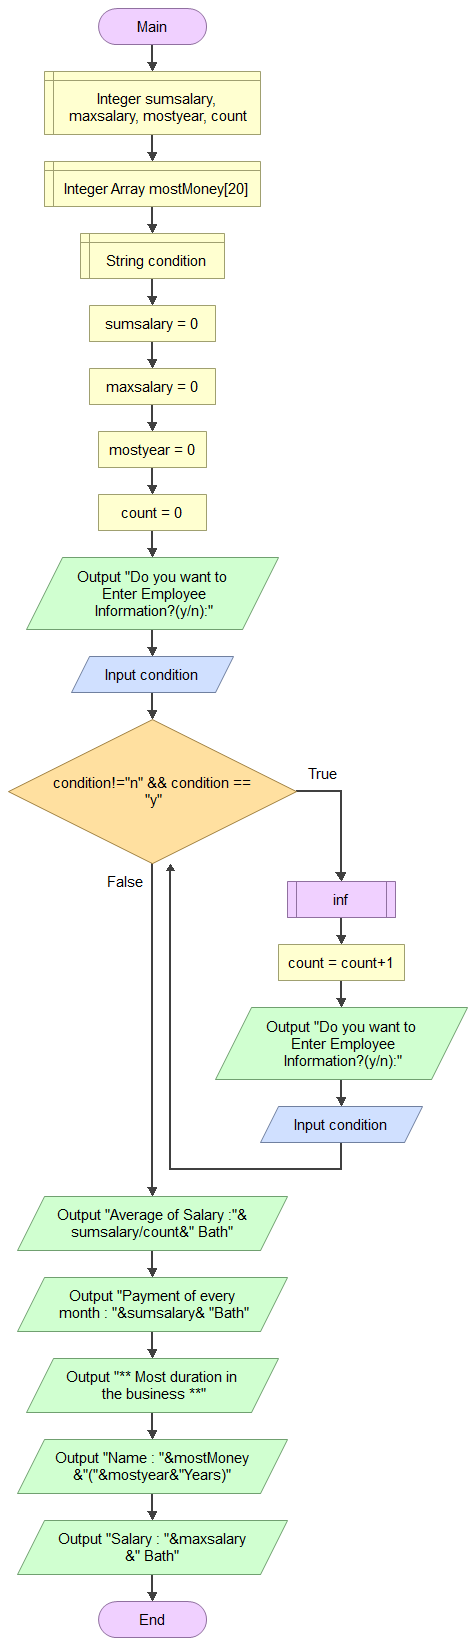 Main
Integer sumsalary,
maxsalary, mostyear, count
Integer Array mostMoney[20]
String condition
sumsalary = 0
maxsalary = 0
mostyear = 0
count = 0
Output "Do you want to
Enter Employee
Information?(y/n):"
Input condition
condition!="n" && condition ==
"y"
True
False
inf
count = count+1
Output "Do you want to
Enter Employee
Information?(y/n):"
Input condition
Output "Average of Salary :"&
sumsalary/count&" Bath"
Output "Payment of every
month : "&sumsalary& "Bath"
Output "** Most duration in
the business **"
Output "Name : "&mostMoney
&"("&mostyear&"Years)"
Output "Salary : "&maxsalary
&" Bath"
End